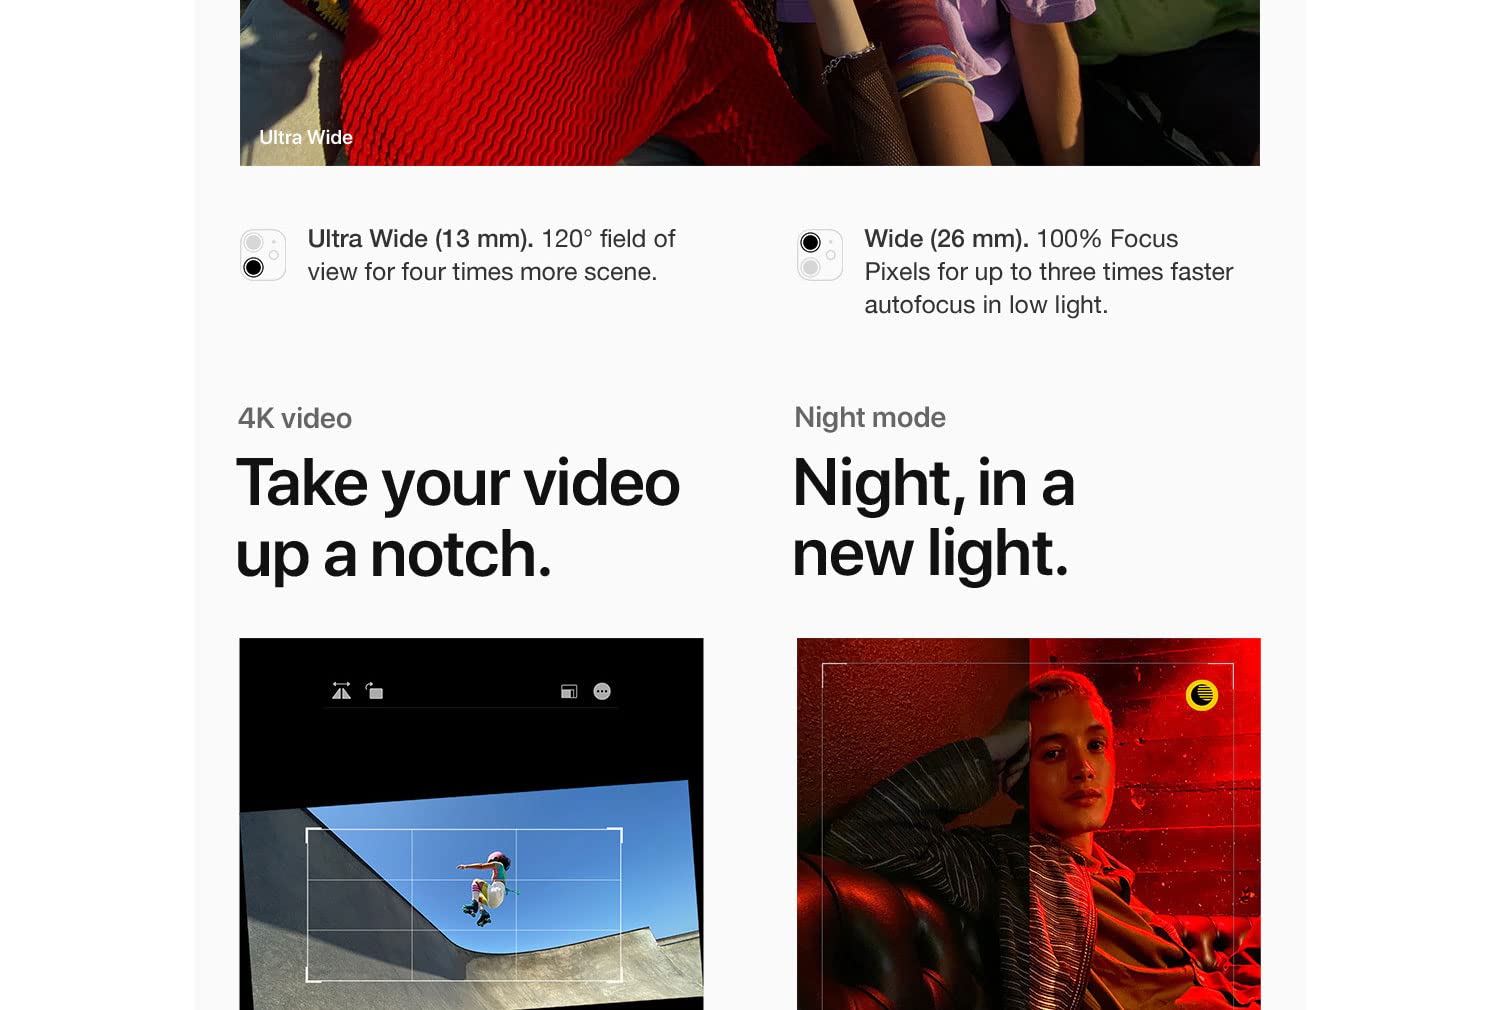 Ultra Wide
Ultra Wide (13 mm). 120° field of
view for four times more scene.
Wide (26 mm). 100% Focus
Pixels for up to three times faster
autofocus in low light.
4K video
Take your video
up a notch.
Night mode
Night, in a
new light.